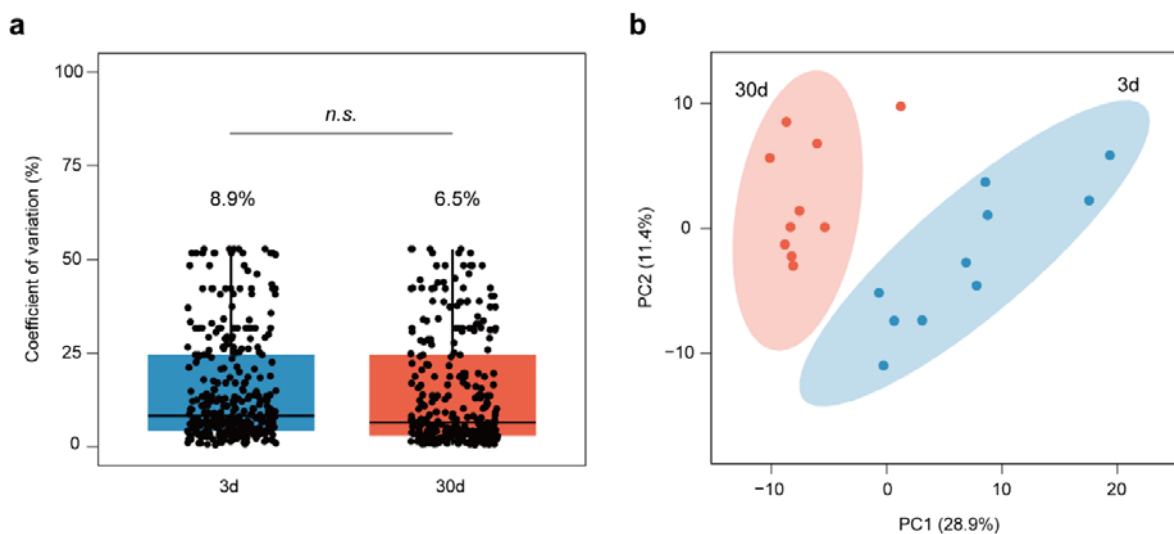 a
100
75
50
25
0
Coefficient of variation (%)
n.s.
8.9%
6.5%
3d
30d
b
30d
3d
10
0
−10
PC2 (11.4%)
−10
0
10
20
PC1 (28.9%)